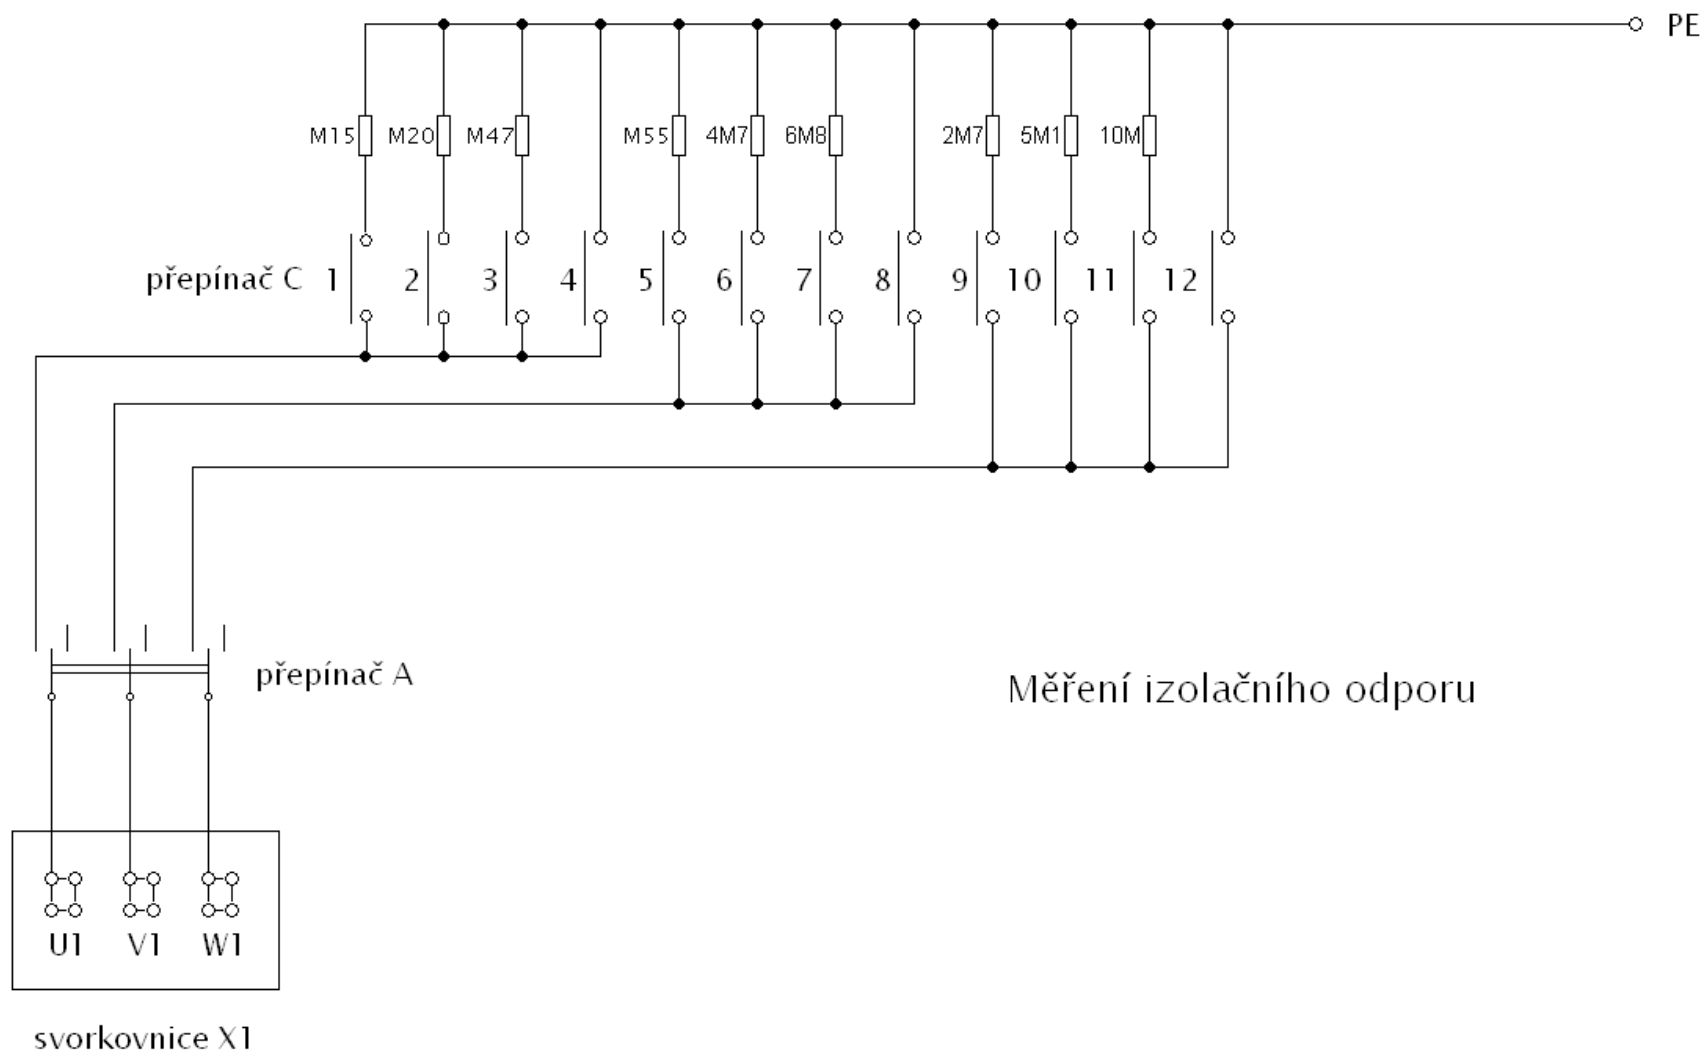 PE
M15 M20 M47 M55 4M7 6M8 2M7 5M1 10M
přepínač C 1 2 3 4 5 6 7 8 9 10 11 12
přepínač A
Měření izolačního odporu
U1 V1 W1
svorkovnice X1